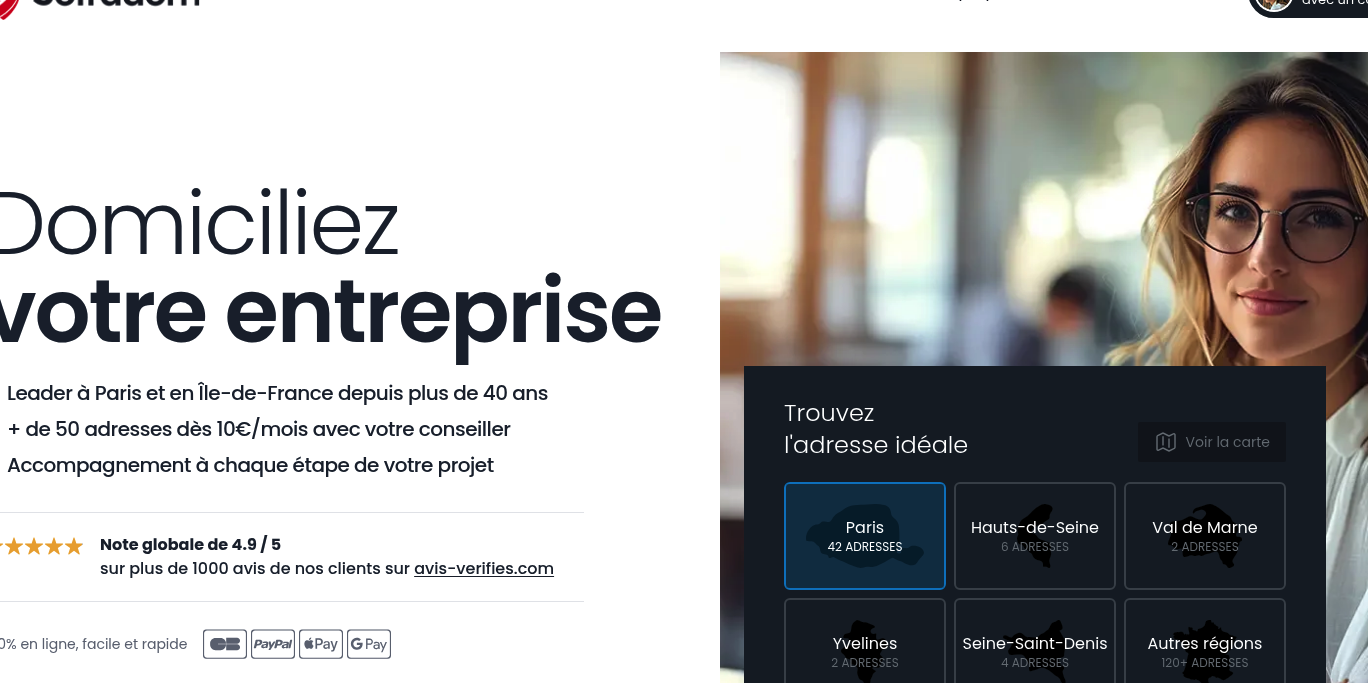 Domiciliez
votre entreprise
Leader à Paris et en Île-de-France depuis plus de 40 ans
+ de 50 adresses dès 10€/mois avec votre conseiller
Accompagnement à chaque étape de votre projet
Note globale de 4.9 / 5
sur plus de 1000 avis de nos clients sur avis-verifies.com
0% en ligne, facile et rapide
PayPal
Pay
G Pay
Trouvez
l'adresse idéale
Voir la carte
Paris
42 ADRESSES
Hauts-de-Seine
6 ADRESSES
Val de Marne
2 ADRESSES
Yvelines
2 ADRESSES
Seine-Saint-Denis
4 ADRESSES
Autres régions
120+ ADRESSES